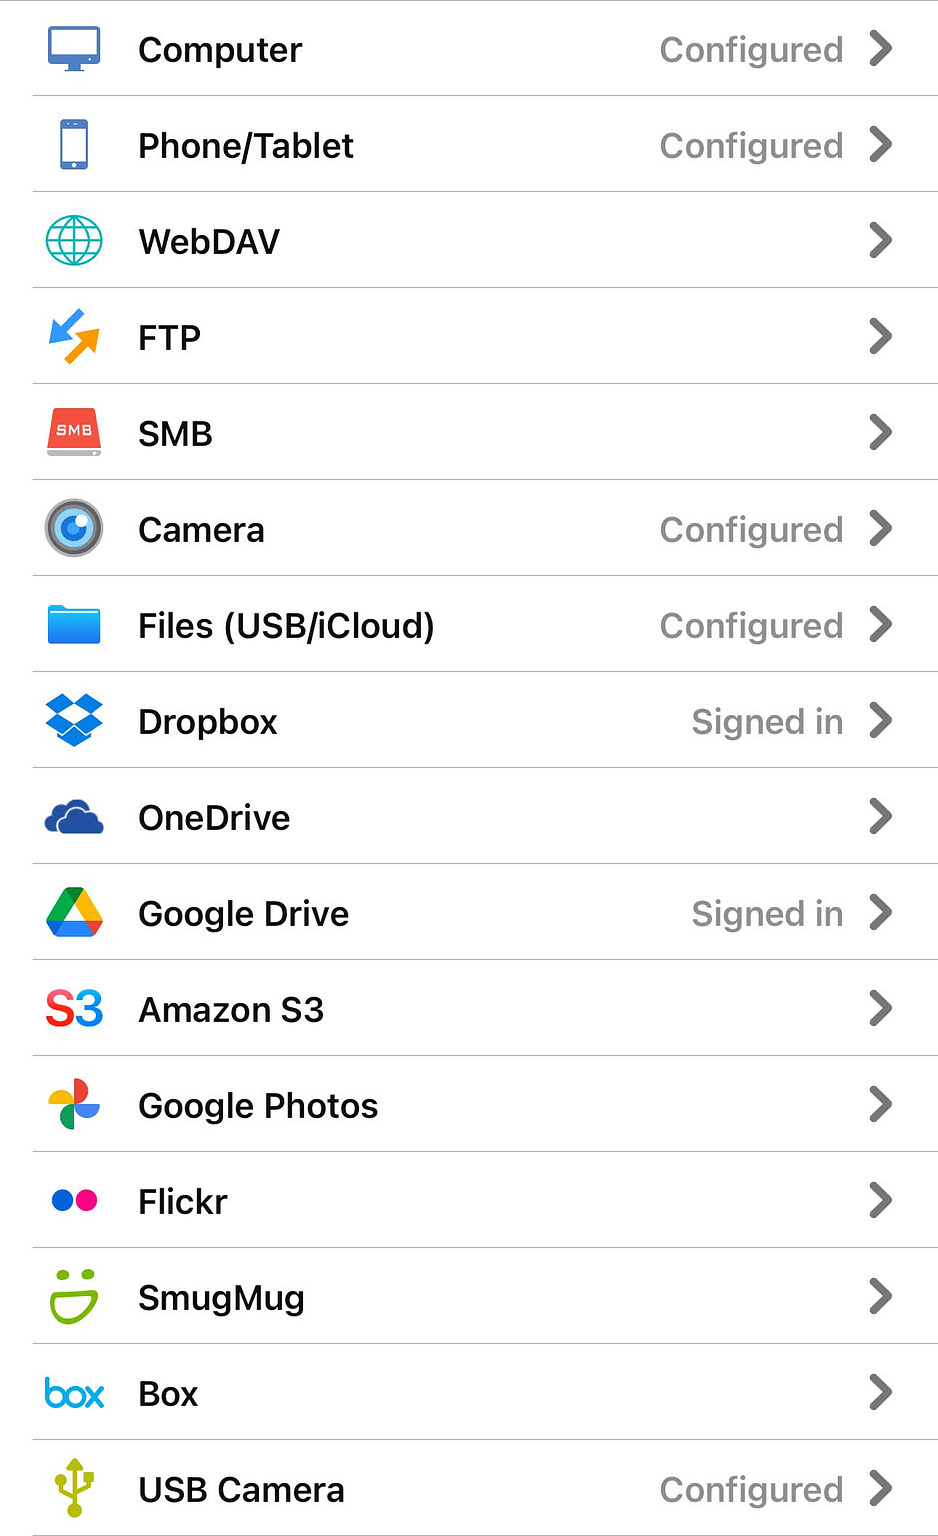 Computer Configured
Phone/Tablet Configured
WebDAV
FTP
SMB SMB
Camera Configured
Files (USB/iCloud) Configured
Dropbox Signed in
OneDrive
Google Drive Signed in
S3 Amazon S3
Google Photos
Flickr
SmugMug
box Box
USB Camera Configured